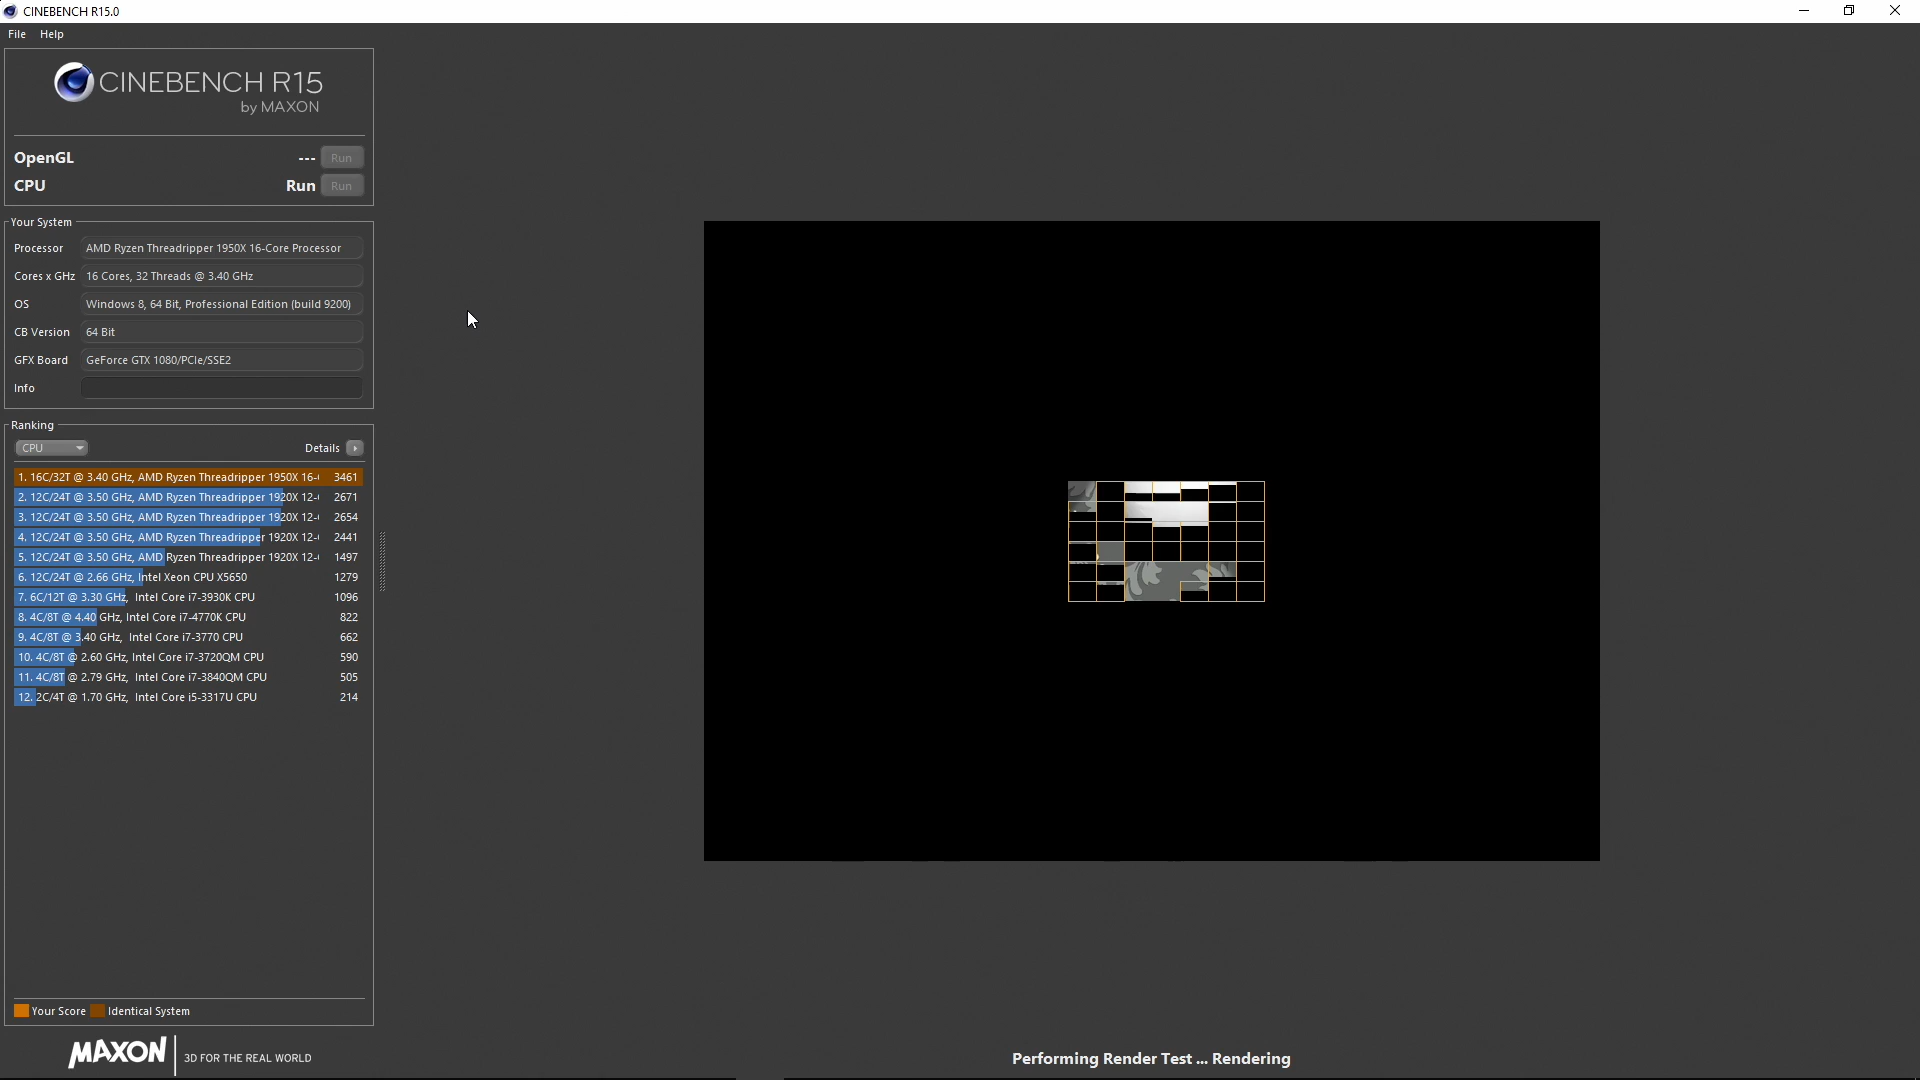 CINEBENCH R15.0
File Help
CINEBENCH R15
by MAXON
OpenGL --- Run
CPU Run Run
Your System
Processor AMD Ryzen Threadripper 1950X 16-Core Processor
Cores x GHz 16 Cores, 32 Threads @ 3.40 GHz
OS Windows 8, 64 Bit, Professional Edition (build 9200)
CB Version 64 Bit
GFX Board GeForce GTX 1080/PCIe/SSE2
Info
Ranking
CPU Details
1. 16C/32T @ 3.40 GHz, AMD Ryzen Threadripper 1950X 16- 3461
2. 12C/24T @ 3.50 GHz, AMD Ryzen Threadripper 1920X 12- 2671
3. 12C/24T @ 3.50 GHz, AMD Ryzen Threadripper 1920X 12- 2654
4. 12C/24T @ 3.50 GHz, AMD Ryzen Threadripper 1920X 12- 2441
5. 12C/24T @ 3.50 GHz, AMD Ryzen Threadripper 1920X 12- 1497
6. 12C/24T @ 2.66 GHz, Intel Xeon CPU X5650 1279
7. 6C/12T @ 3.30 GHz, Intel Core i7-3930K CPU 1096
8. 4C/8T @ 4.40 GHz, Intel Core i7-4770K CPU 822
9. 4C/8T @ 3.40 GHz, Intel Core i7-3770 CPU 662
10. 4C/8T @ 2.60 GHz, Intel Core i7-3720QM CPU 590
11. 4C/8T @ 2.79 GHz, Intel Core i7-3840QM CPU 505
12. 2C/4T @ 1.70 GHz, Intel Core i5-3317U CPU 214
Your Score Identical System
MAXON 3D FOR THE REAL WORLD
Performing Render Test ... Rendering